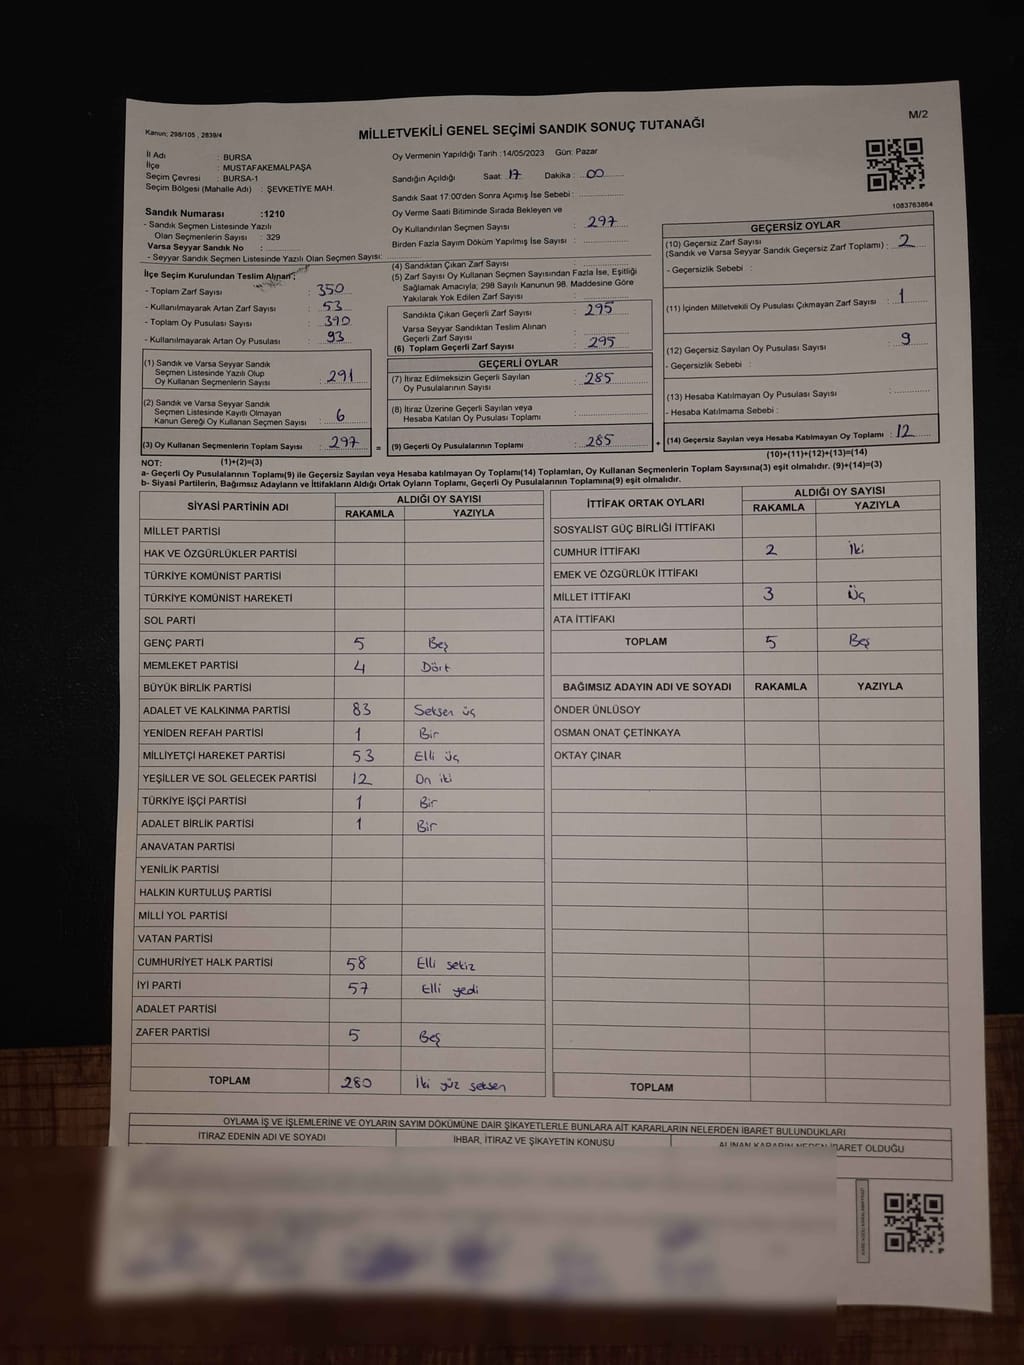 M/2
Kanun; 298/105 , 2839/4
MİLLETVEKİLİ GENEL SEÇİMİ SANDIK SONUÇ TUTANAĞI
İl Adı : BURSA
İlçe : MUSTAFAKEMALPAŞA
Seçim Çevresi : BURSA-1
Seçim Bölgesi (Mahalle Adı) : ŞEVKETİYE MAH.
Sandık Numarası :1210
- Sandık Seçmen Listesinde Yazılı
Olan Seçmenlerin Sayısı : 329
Varsa Seyyar Sandık No :
- Seyyar Sandık Seçmen Listesinde Yazılı Olan Seçmen Sayısı:
Oy Vermenin Yapıldığı Tarih :14/05/2023 Gün: Pazar
Sandığın Açıldığı Saat: 17 Dakika : 00
Sandık Saat 17:00'den Sonra Açımış İse Sebebi :
Oy Verme Saati Bitiminde Sırada Bekleyen ve
Oy Kullandırılan Seçmen Sayısı : 297
Birden Fazla Sayım Döküm Yapılmış İse Sayısı :
1083763864
İlçe Seçim Kurulundan Teslim Alınan ;
- Toplam Zarf Sayısı : 350
- Kullanılmayarak Artan Zarf Sayısı : 53
- Toplam Oy Pusulası Sayısı : 390
- Kullanılmayarak Artan Oy Pusulası : 93
(1) Sandık ve Varsa Seyyar Sandık
Seçmen Listesinde Yazılı Olup
Oy Kullanan Seçmenlerin Sayısı : 291
(2) Sandık ve Varsa Seyyar Sandık
Seçmen Listesinde Kayıtlı Olmayan
Kanun Gereği Oy Kullanan Seçmen Sayısı : 6
(3) Oy Kullanan Seçmenlerin Toplam Sayısı : 297 =
(4) Sandıktan Çıkan Zarf Sayısı :
(5) Zarf Sayısı Oy Kullanan Seçmen Sayısından Fazla İse, Eşitliği
Sağlamak Amacıyla; 298 Sayılı Kanunun 98. Maddesine Göre
Yakılarak Yok Edilen Zarf Sayısı :
Sandıkta Çıkan Geçerli Zarf Sayısı : 295
Varsa Seyyar Sandıktan Teslim Alınan
Geçerli Zarf Sayısı :
(6) Toplam Geçerli Zarf Sayısı : 295
GEÇERLİ OYLAR
(7) İtiraz Edilmeksizin Geçerli Sayılan
Oy Pusulalarının Sayısı : 285
(8) İtiraz Üzerine Geçerli Sayılan veya
Hesaba Katılan Oy Pusulası Toplamı :
(9) Geçerli Oy Pusulalarının Toplamı : 285 +
GEÇERSİZ OYLAR
(10) Geçersiz Zarf Sayısı
(Sandık ve Varsa Seyyar Sandık Geçersiz Zarf Toplamı) : 2
- Geçersizlik Sebebi :
(11) İçinden Milletvekili Oy Pusulası Çıkmayan Zarf Sayısı : 1
(12) Geçersiz Sayılan Oy Pusulası Sayısı : 9
- Geçersizlik Sebebi :
(13) Hesaba Katılmayan Oy Pusulası Sayısı :
- Hesaba Katılmama Sebebi :
(14) Geçersiz Sayılan veya Hesaba Katılmayan Oy Toplamı : 12
NOT: (1)+(2)=(3)
(10)+(11)+(12)+(13)=(14)
a- Geçerli Oy Pusulalarının Toplamı(9) ile Geçersiz Sayılan veya Hesaba katılmayan Oy Toplamı(14) Toplamları, Oy Kullanan Seçmenlerin Toplam Sayısına(3) eşit olmalıdır. (9)+(14)=(3)
b- Siyasi Partilerin, Bağımsız Adayların ve İttifakların Aldığı Ortak Oyların Toplamı, Geçerli Oy Pusulalarının Toplamına(9) eşit olmalıdır.
SİYASİ PARTİNİN ADI ALDIĞI OY SAYISI
RAKAMLA YAZIYLA
MİLLET PARTİSİ
HAK VE ÖZGÜRLÜKLER PARTİSİ
TÜRKİYE KOMÜNİST PARTİSİ
TÜRKİYE KOMÜNİST HAREKETİ
SOL PARTİ
GENÇ PARTİ 5 Beş
MEMLEKET PARTİSİ 4 Dört
BÜYÜK BİRLİK PARTİSİ
ADALET VE KALKINMA PARTİSİ 83 Seksen üç
YENİDEN REFAH PARTİSİ 1 Bir
MİLLİYETÇİ HAREKET PARTİSİ 53 Elli üç
YEŞİLLER VE SOL GELECEK PARTİSİ 12 On iki
TÜRKİYE İŞÇİ PARTİSİ 1 Bir
ADALET BİRLİK PARTİSİ 1 Bir
ANAVATAN PARTİSİ
YENİLİK PARTİSİ
HALKIN KURTULUŞ PARTİSİ
MİLLİ YOL PARTİSİ
VATAN PARTİSİ
CUMHURİYET HALK PARTİSİ 58 Elli sekiz
İYİ PARTİ 57 Elli yedi
ADALET PARTİSİ
ZAFER PARTİSİ 5 Beş
TOPLAM 280 İki yüz seksen
İTTİFAK ORTAK OYLARI ALDIĞI OY SAYISI
RAKAMLA YAZIYLA
SOSYALİST GÜÇ BİRLİĞİ İTTİFAKI
CUMHUR İTTİFAKI 2 İki
EMEK VE ÖZGÜRLÜK İTTİFAKI
MİLLET İTTİFAKI 3 Üç
ATA İTTİFAKI
TOPLAM 5 Beş
BAĞIMSIZ ADAYIN ADI VE SOYADI RAKAMLA YAZIYLA
ÖNDER ÜNLÜSOY
OSMAN ONAT ÇETİNKAYA
OKTAY ÇINAR
TOPLAM
OYLAMA İŞ VE İŞLEMLERİNE VE OYLARIN SAYIM DÖKÜMÜNE DAİR ŞİKAYETLERLE BUNLARA AİT KARARLARIN NELERDEN İBARET BULUNDUKLARI
İTİRAZ EDENİN ADI VE SOYADI İHBAR, İTİRAZ VE ŞİKAYETİN KONUSU ALINAN KARARIN NEDEN İBARET OLDUĞU